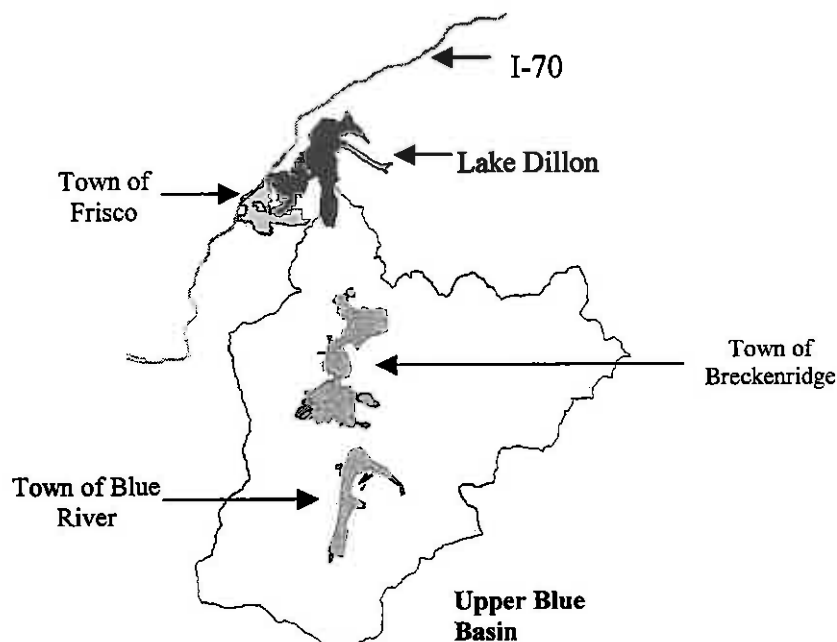 I-70
Lake Dillon
Town of
Frisco
Town of
Breckenridge
Town of Blue
River
Upper Blue
Basin